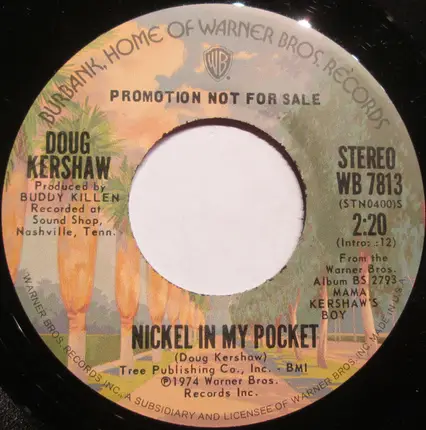 BURBANK, HOME OF WARNER BROS. RECORDS
WB
PROMOTION NOT FOR SALE
DOUG
KERSHAW
Produced by
BUDDY KILLEN
Recorded at
Sound Shop,
Nashville, Tenn.
STEREO
WB 7813
(STN0400)S
2:20
(Intro: :12)
From the
Warner Bros.
Album BS 2793
MAMA
KERSHAW'S
BOY
NICKEL IN MY POCKET
(Doug Kershaw)
Tree Publishing Co., Inc. - BMI
℗1974 Warner Bros.
Records Inc.
WARNER BROS. RECORDS INC., A SUBSIDIARY AND LICENSEE OF WARNER BROS. INC. MADE IN U.S.A.